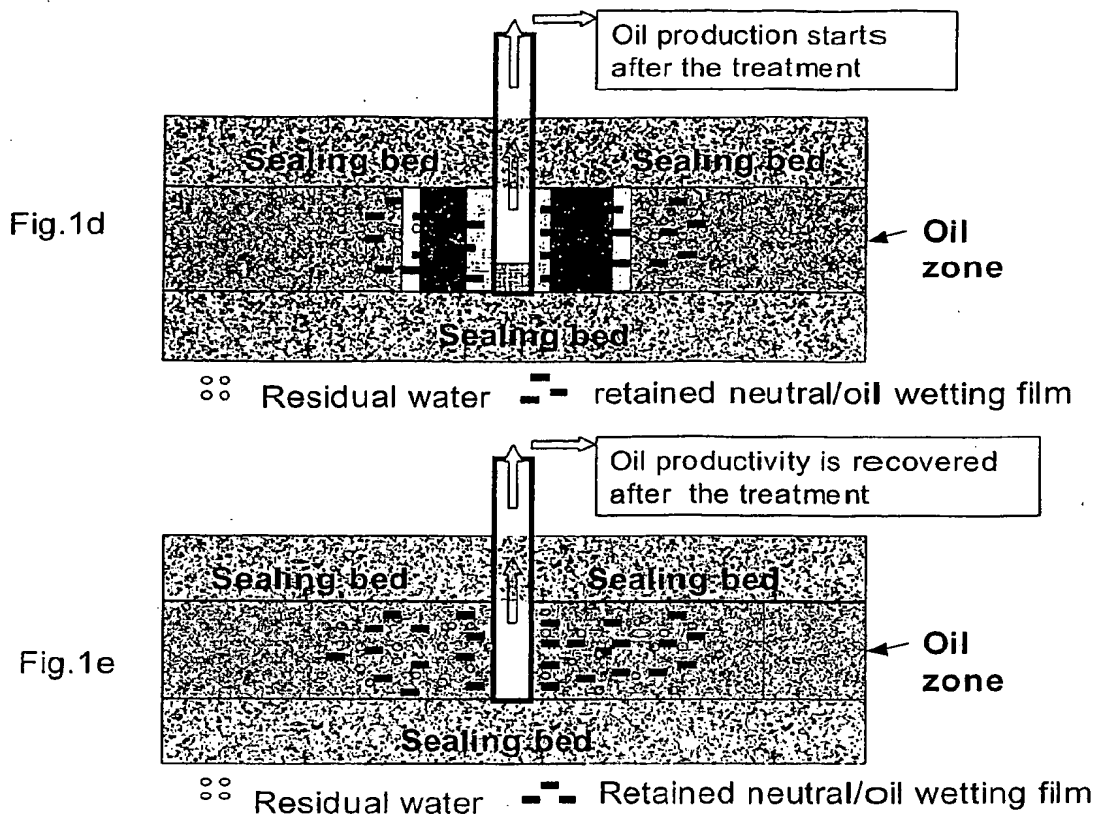 Oil production starts
after the treatment
Sealing bed Sealing bed
Fig.1d
Oil
zone
Sealing bed
Residual water retained neutral/oil wetting film
Oil productivity is recovered
after the treatment
Sealing bed Sealing bed
Fig.1e
Oil
zone
Sealing bed
Residual water Retained neutral/oil wetting film